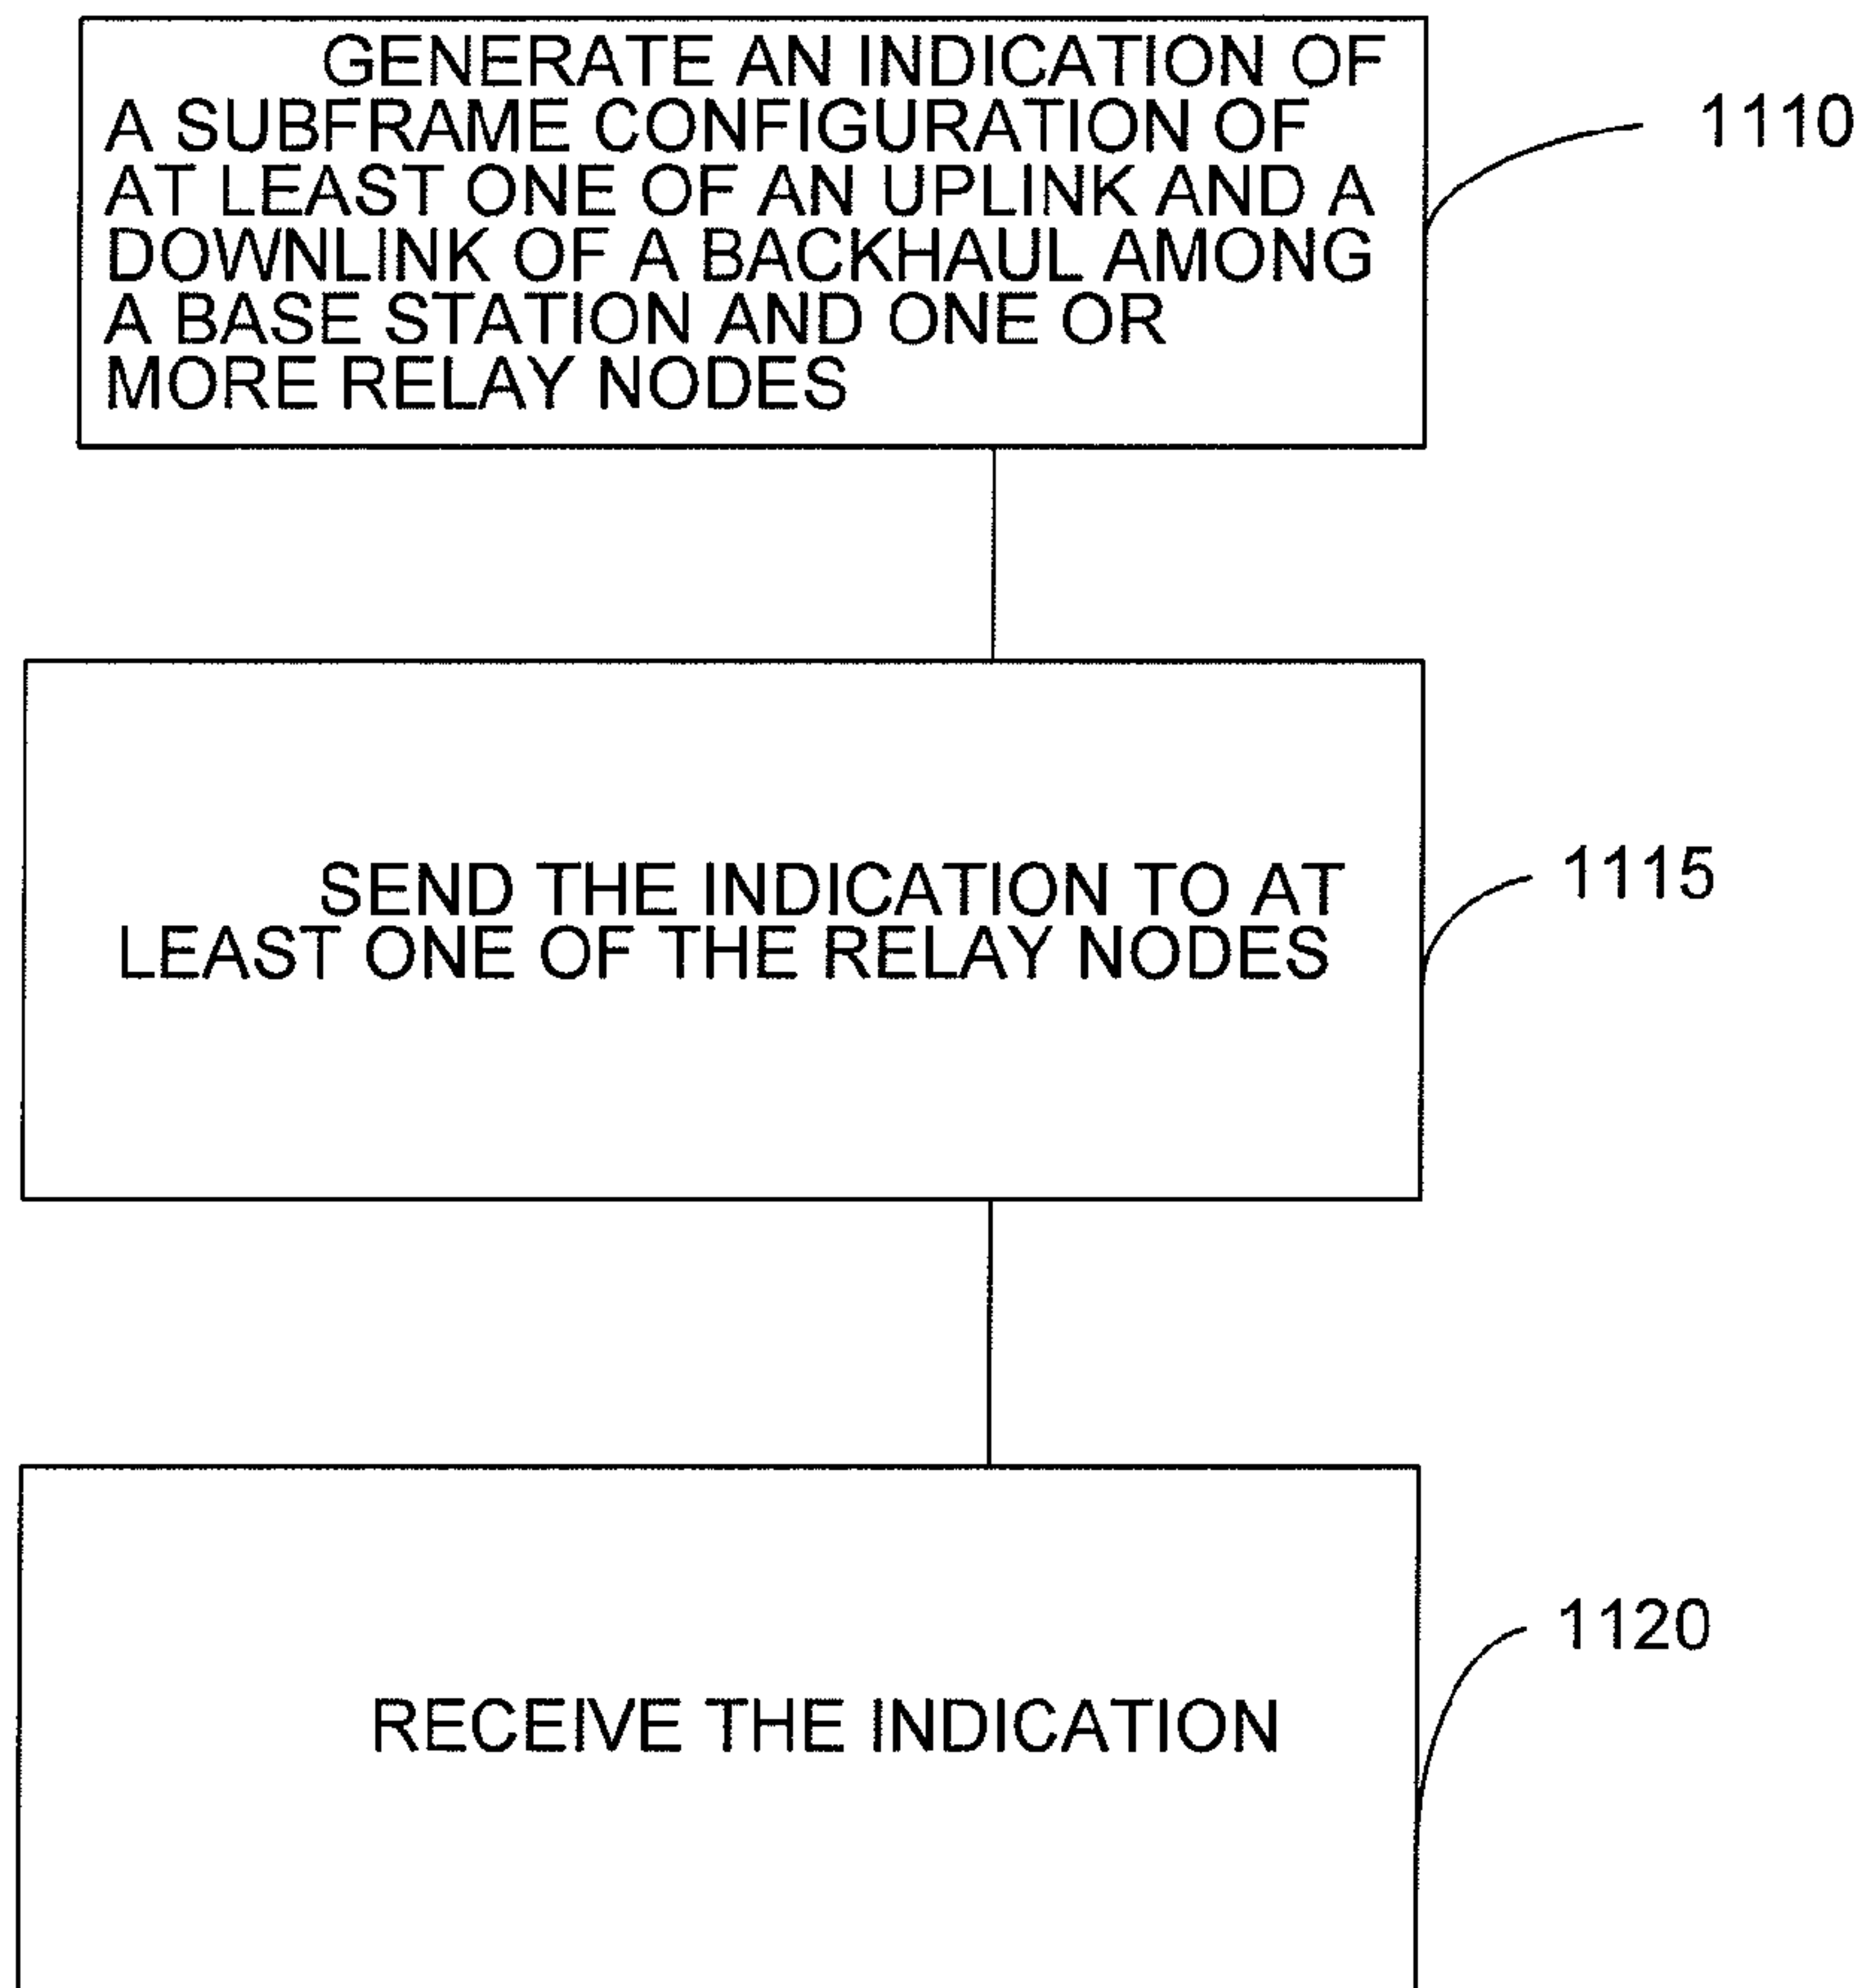 GENERATE AN INDICATION OF
A SUBFRAME CONFIGURATION OF
AT LEAST ONE OF AN UPLINK AND A
DOWNLINK OF A BACKHAUL AMONG
A BASE STATION AND ONE OR
MORE RELAY NODES
1110
SEND THE INDICATION TO AT
LEAST ONE OF THE RELAY NODES
1115
RECEIVE THE INDICATION
1120